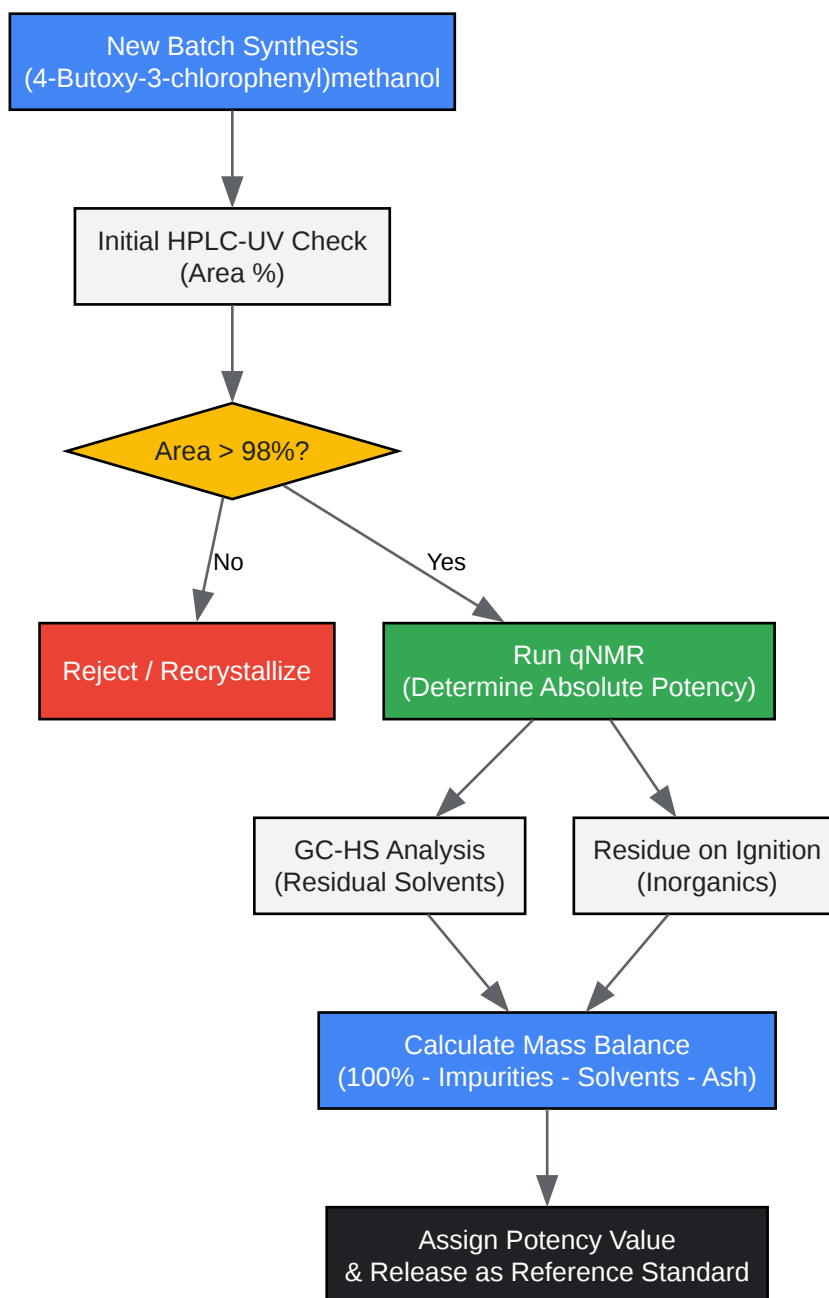 New Batch Synthesis
(4-Butoxy-3-chlorophenyl)methanol
Initial HPLC-UV Check
(Area %)
Area > 98%?
No
Yes
Reject / Recrystallize
Run qNMR
(Determine Absolute Potency)
GC-HS Analysis
(Residual Solvents)
Residue on Ignition
(Inorganics)
Calculate Mass Balance
(100% - Impurities - Solvents - Ash)
Assign Potency Value
& Release as Reference Standard